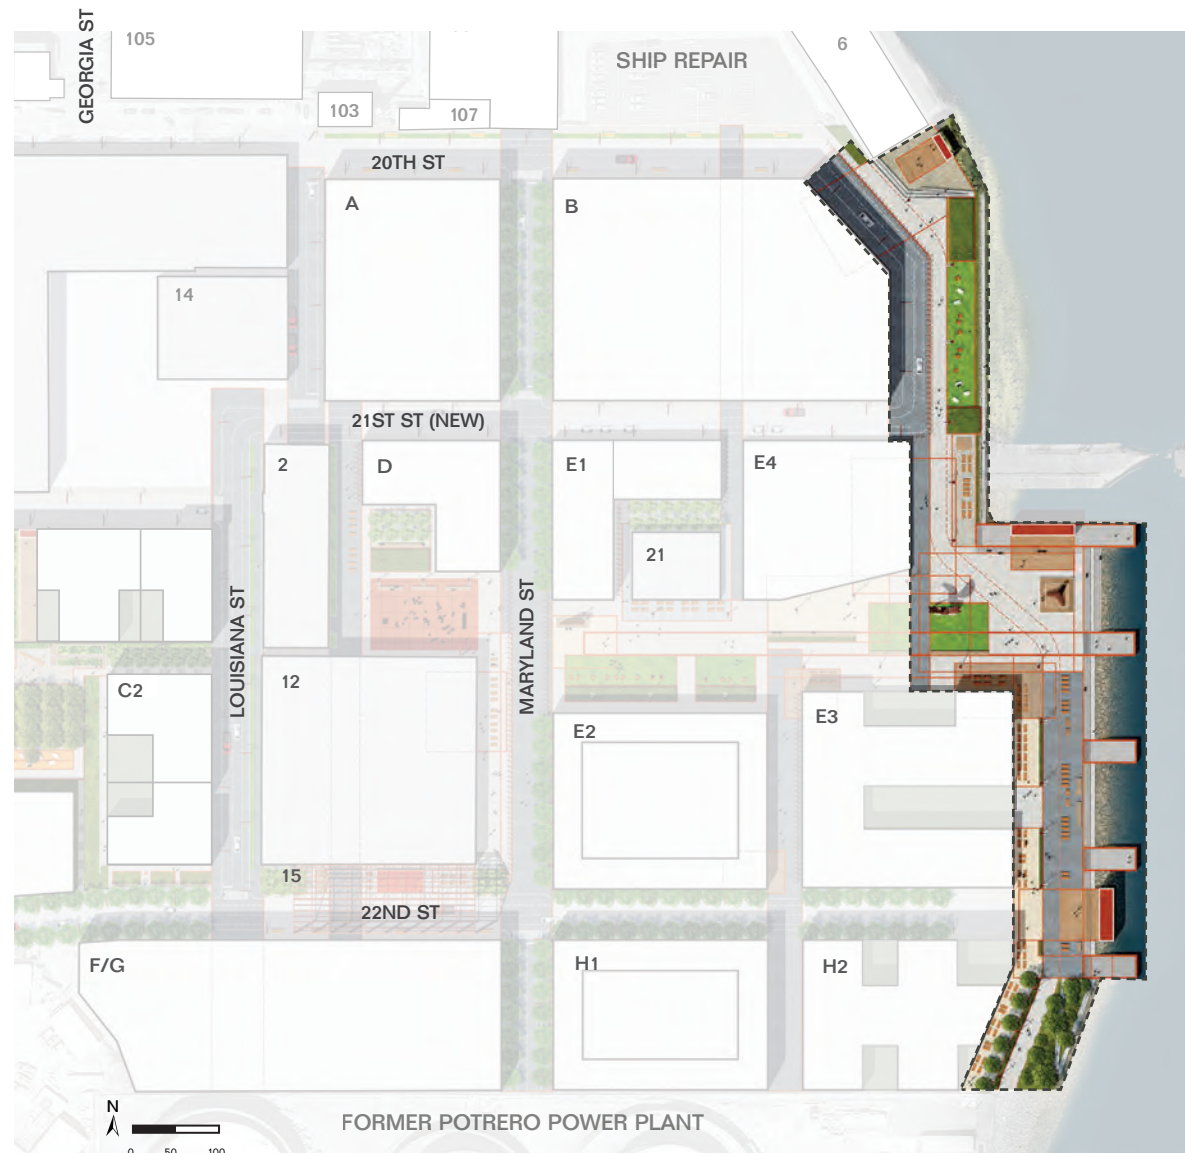 GEORGIA ST
105
6
SHIP REPAIR
103
107
20TH ST
A
B
14
21ST ST (NEW)
2
D
E1
E4
21
LOUISIANA ST
MARYLAND ST
C2
12
E2
E3
15
22ND ST
F/G
H1
H2
N
FORMER POTRERO POWER PLANT
0 50 100